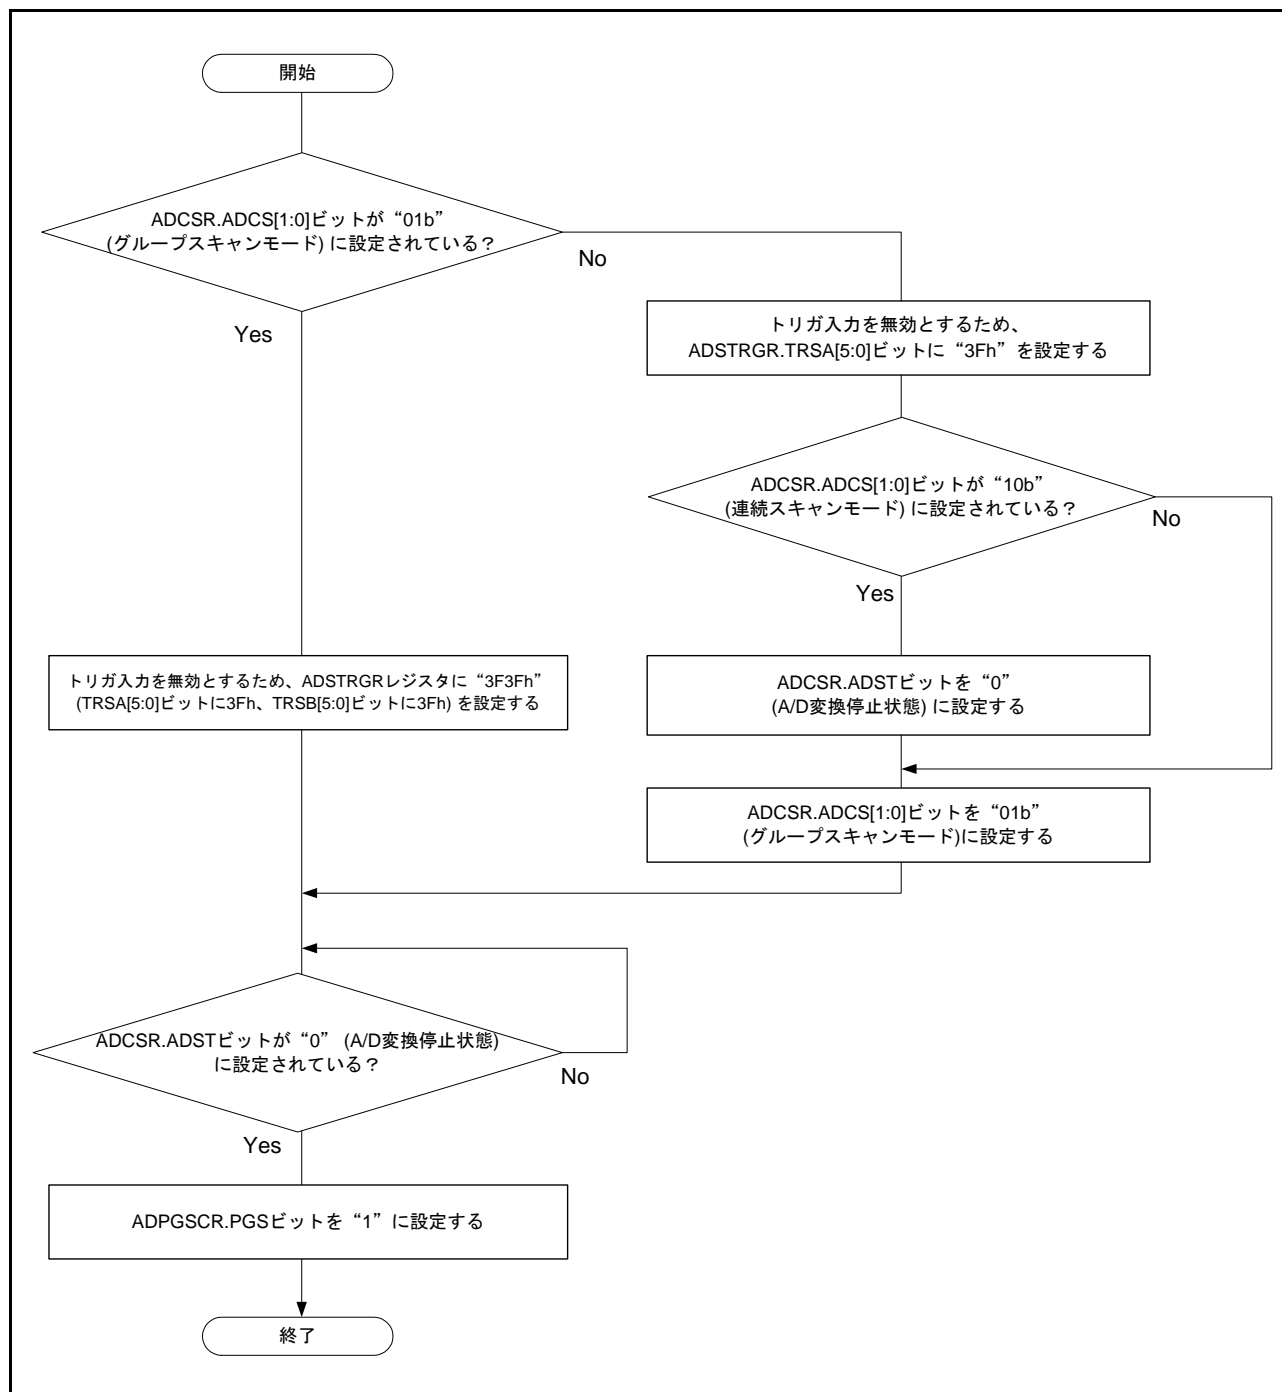 開始
ADCSR.ADCS[1:0]ビットが“01b”
(グループスキャンモード) に設定されている?
No
Yes
トリガ入力を無効とするため、
ADSTRGR.TRSA[5:0]ビットに“3Fh”を設定する
ADCSR.ADCS[1:0]ビットが“10b”
(連続スキャンモード) に設定されている?
No
Yes
トリガ入力を無効とするため、ADSTRGRレジスタに“3F3Fh”
(TRSA[5:0]ビットに3Fh、TRSB[5:0]ビットに3Fh) を設定する
ADCSR.ADSTビットを“0”
(A/D変換停止状態) に設定する
ADCSR.ADCS[1:0]ビットを“01b”
(グループスキャンモード)に設定する
ADCSR.ADSTビットが“0” (A/D変換停止状態)
に設定されている?
No
Yes
ADPGSCR.PGSビットを“1”に設定する
終了